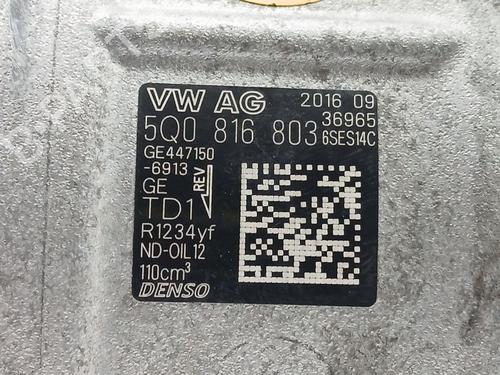 VW AG 2016 09
36965
5Q0 816 803 6SES14C
GE447150
-6913
GE REV
TD1
R1234yf
ND-OIL12
110cm³
DENSO